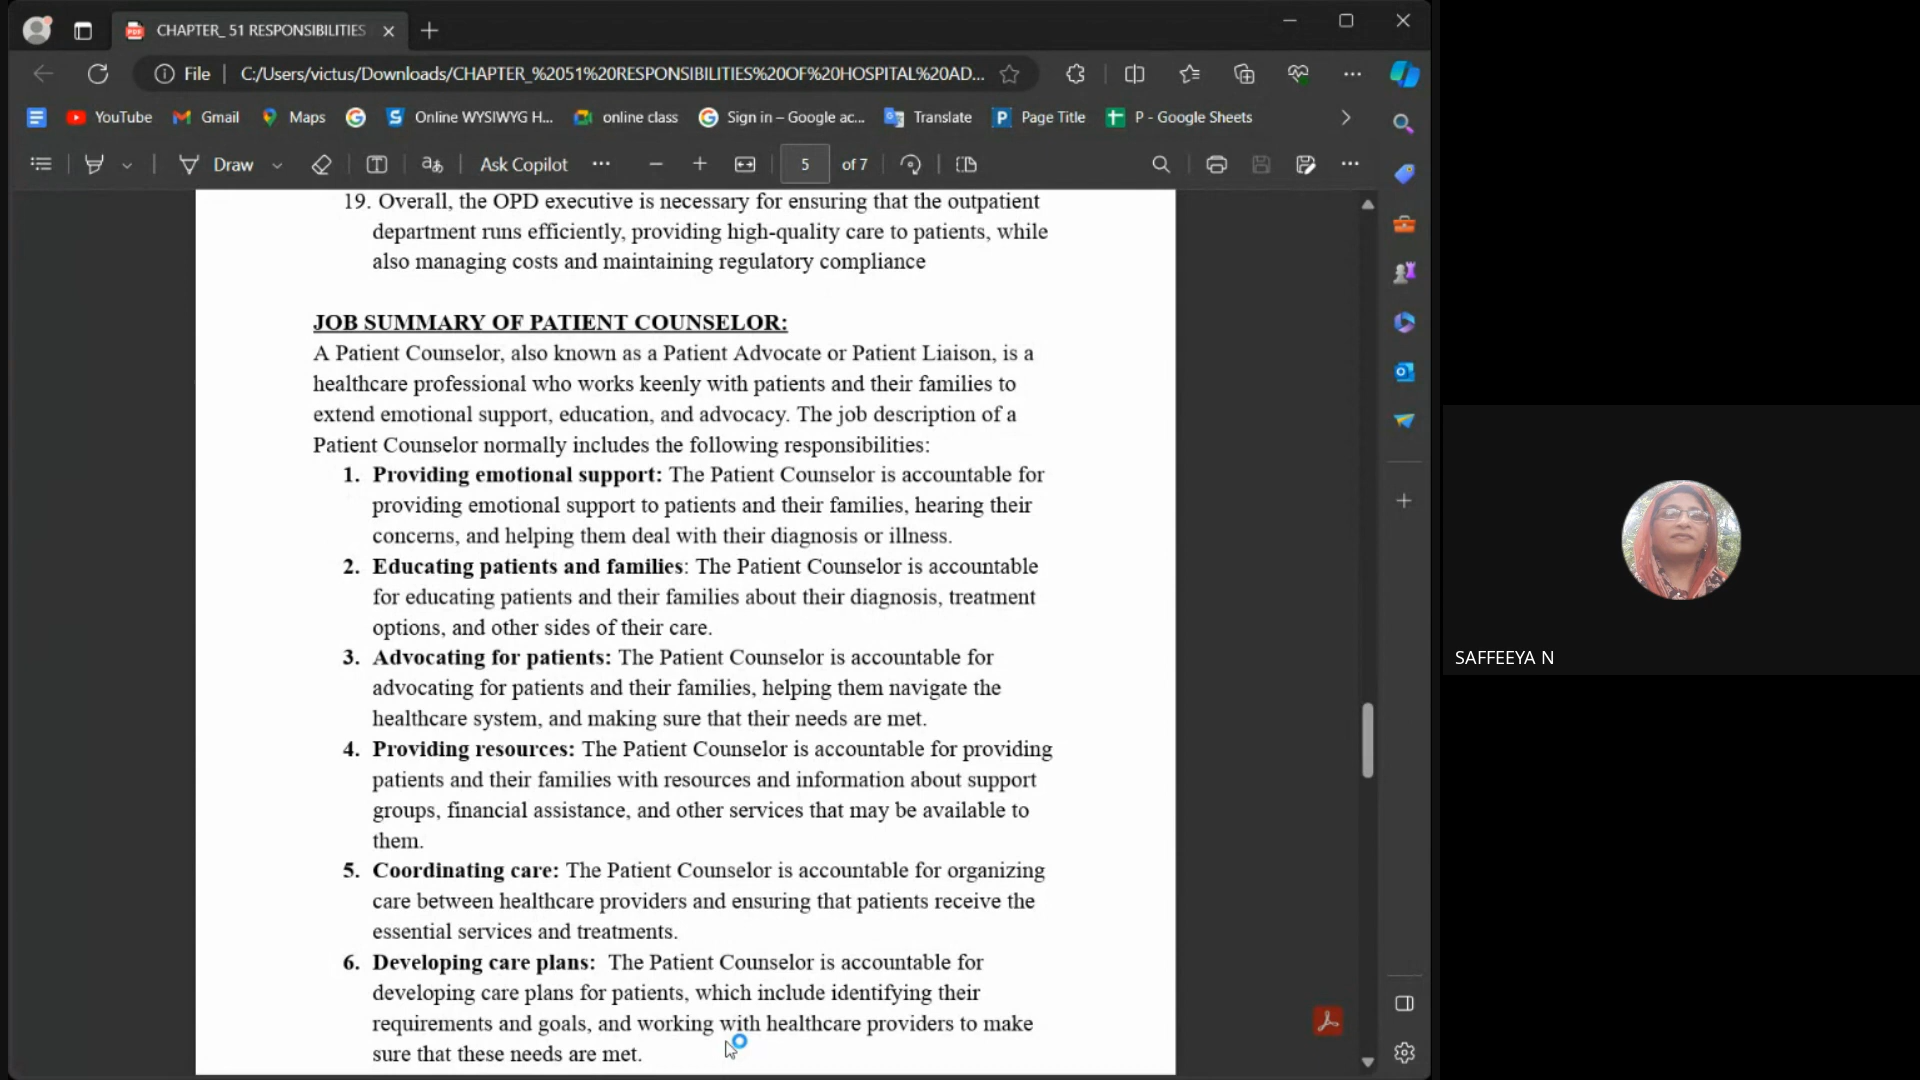 CHAPTER_ 51 RESPONSIBILITIES
File
C:/Users/victus/Downloads/CHAPTER_%2051%20RESPONSIBILITIES%20OF%20HOSPITAL%20AD...
YouTube Gmail Maps Online WYSIWYG H... online class Sign in – Google ac... Translate Page Title P - Google Sheets
Draw Ask Copilot 5 of 7
19. Overall, the OPD executive is necessary for ensuring that the outpatient
department runs efficiently, providing high-quality care to patients, while
also managing costs and maintaining regulatory compliance
JOB SUMMARY OF PATIENT COUNSELOR:
A Patient Counselor, also known as a Patient Advocate or Patient Liaison, is a
healthcare professional who works keenly with patients and their families to
extend emotional support, education, and advocacy. The job description of a
Patient Counselor normally includes the following responsibilities:
1. Providing emotional support: The Patient Counselor is accountable for
providing emotional support to patients and their families, hearing their
concerns, and helping them deal with their diagnosis or illness.
2. Educating patients and families: The Patient Counselor is accountable
for educating patients and their families about their diagnosis, treatment
options, and other sides of their care.
3. Advocating for patients: The Patient Counselor is accountable for
advocating for patients and their families, helping them navigate the
healthcare system, and making sure that their needs are met.
4. Providing resources: The Patient Counselor is accountable for providing
patients and their families with resources and information about support
groups, financial assistance, and other services that may be available to
them.
5. Coordinating care: The Patient Counselor is accountable for organizing
care between healthcare providers and ensuring that patients receive the
essential services and treatments.
6. Developing care plans: The Patient Counselor is accountable for
developing care plans for patients, which include identifying their
requirements and goals, and working with healthcare providers to make
sure that these needs are met.
SAFFEEYA N